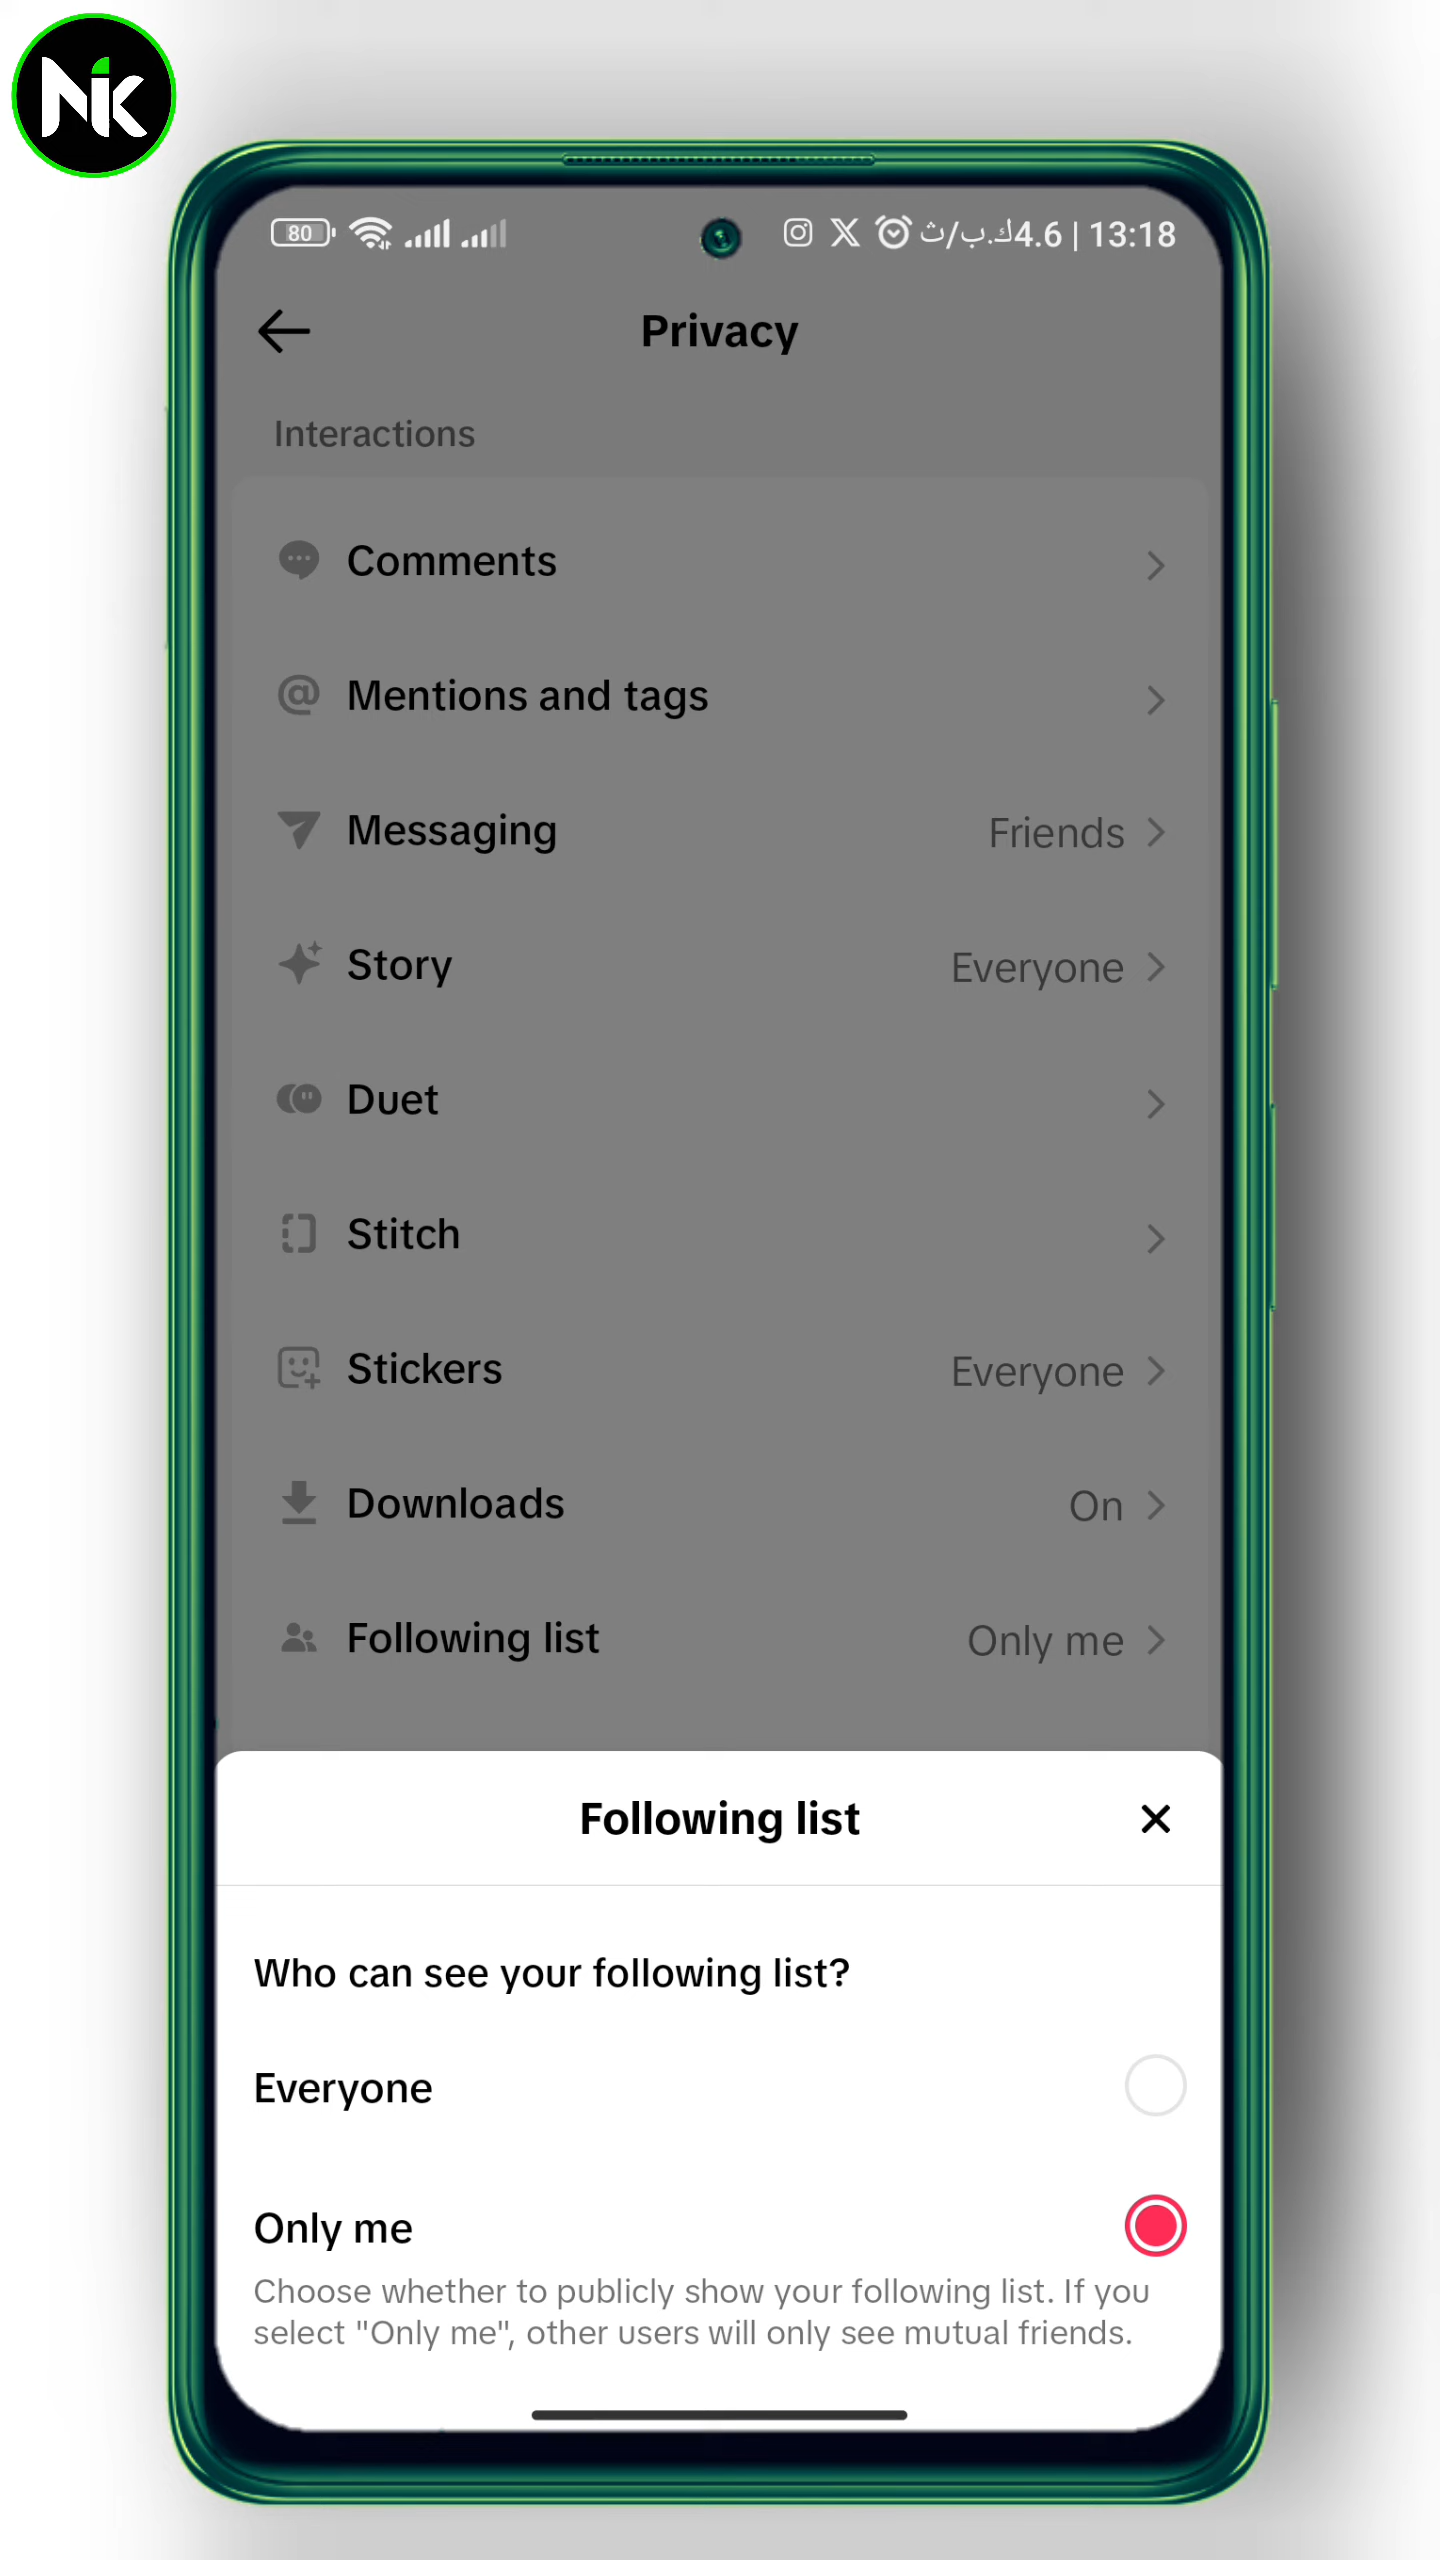 Nik
80 4.6ك.ب/ث | 13:18
Privacy
Interactions
Comments
Mentions and tags
Messaging Friends
Story Everyone
Duet
Stitch
Stickers Everyone
Downloads On
Following list Only me
Following list
Who can see your following list?
Everyone
Only me
Choose whether to publicly show your following list. If you
select "Only me", other users will only see mutual friends.